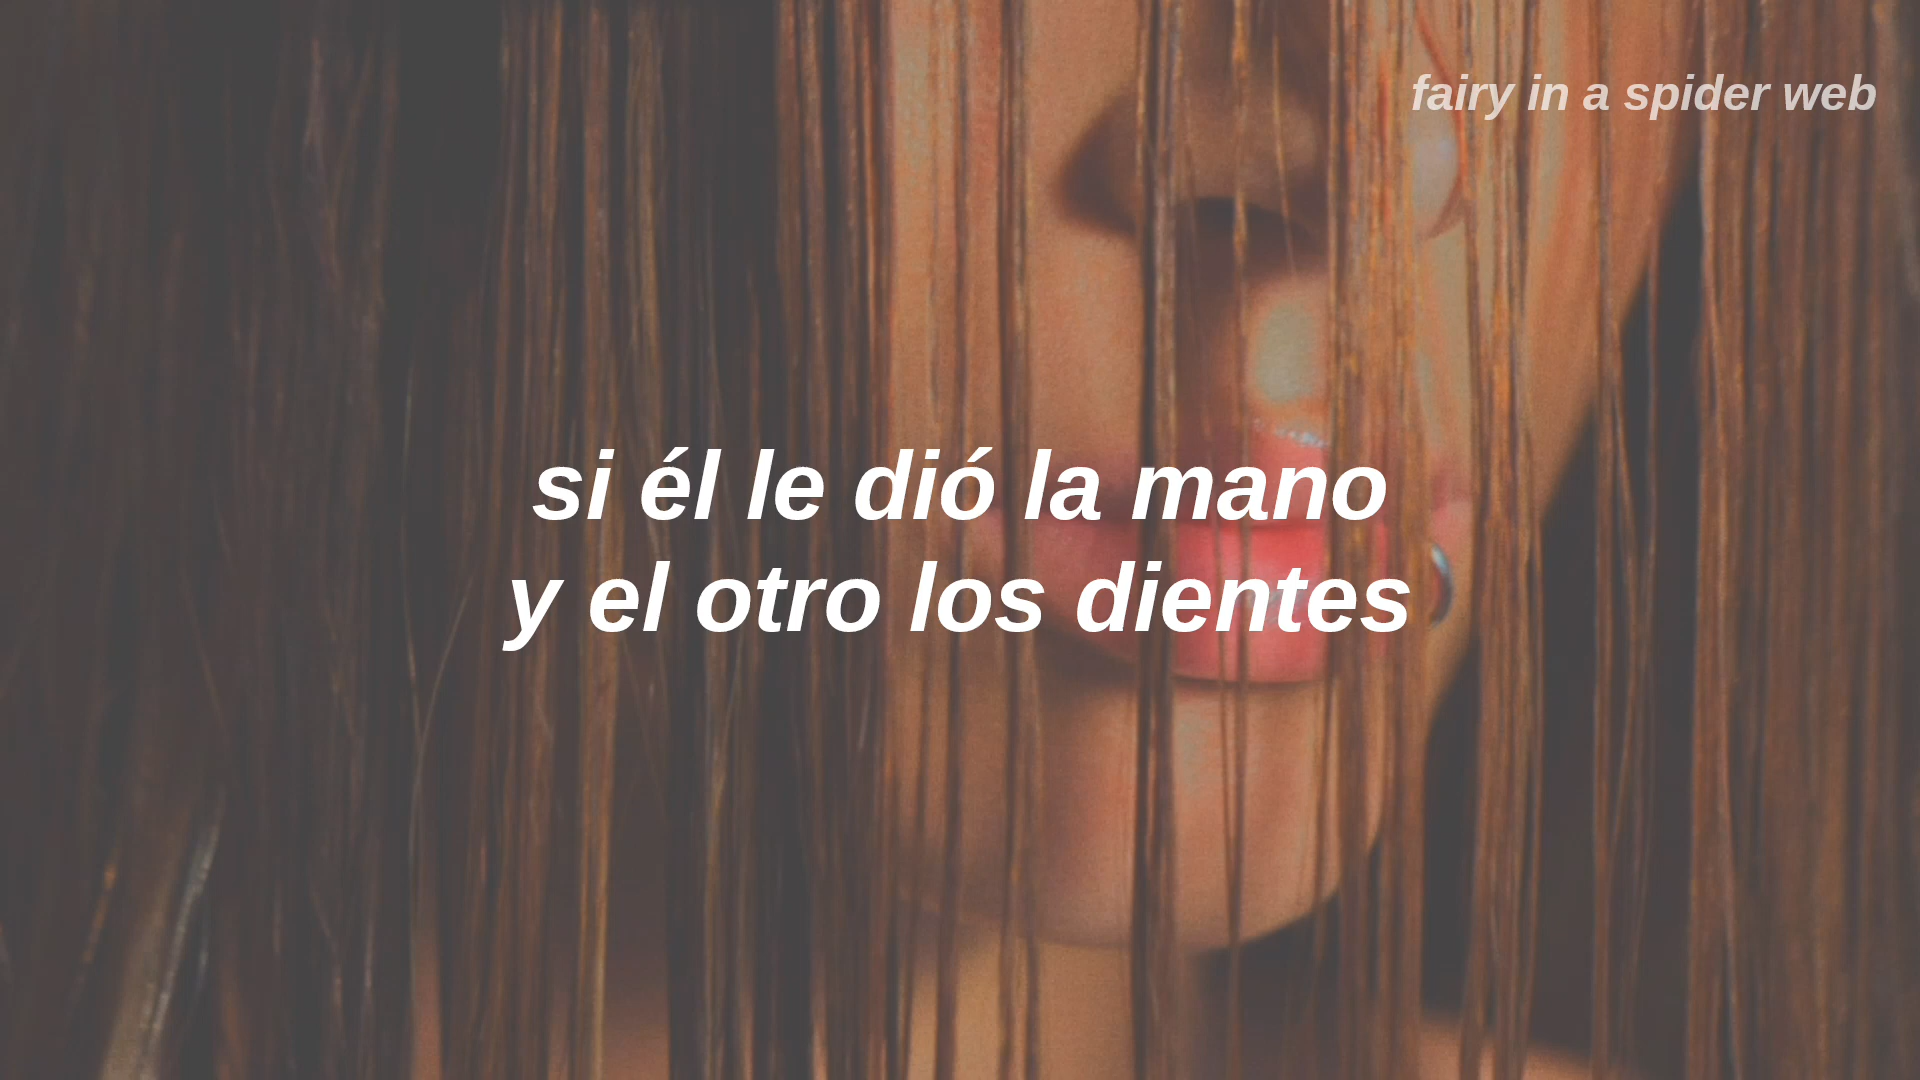 fairy in a spider web
si él le dió la mano
y el otro los dientes